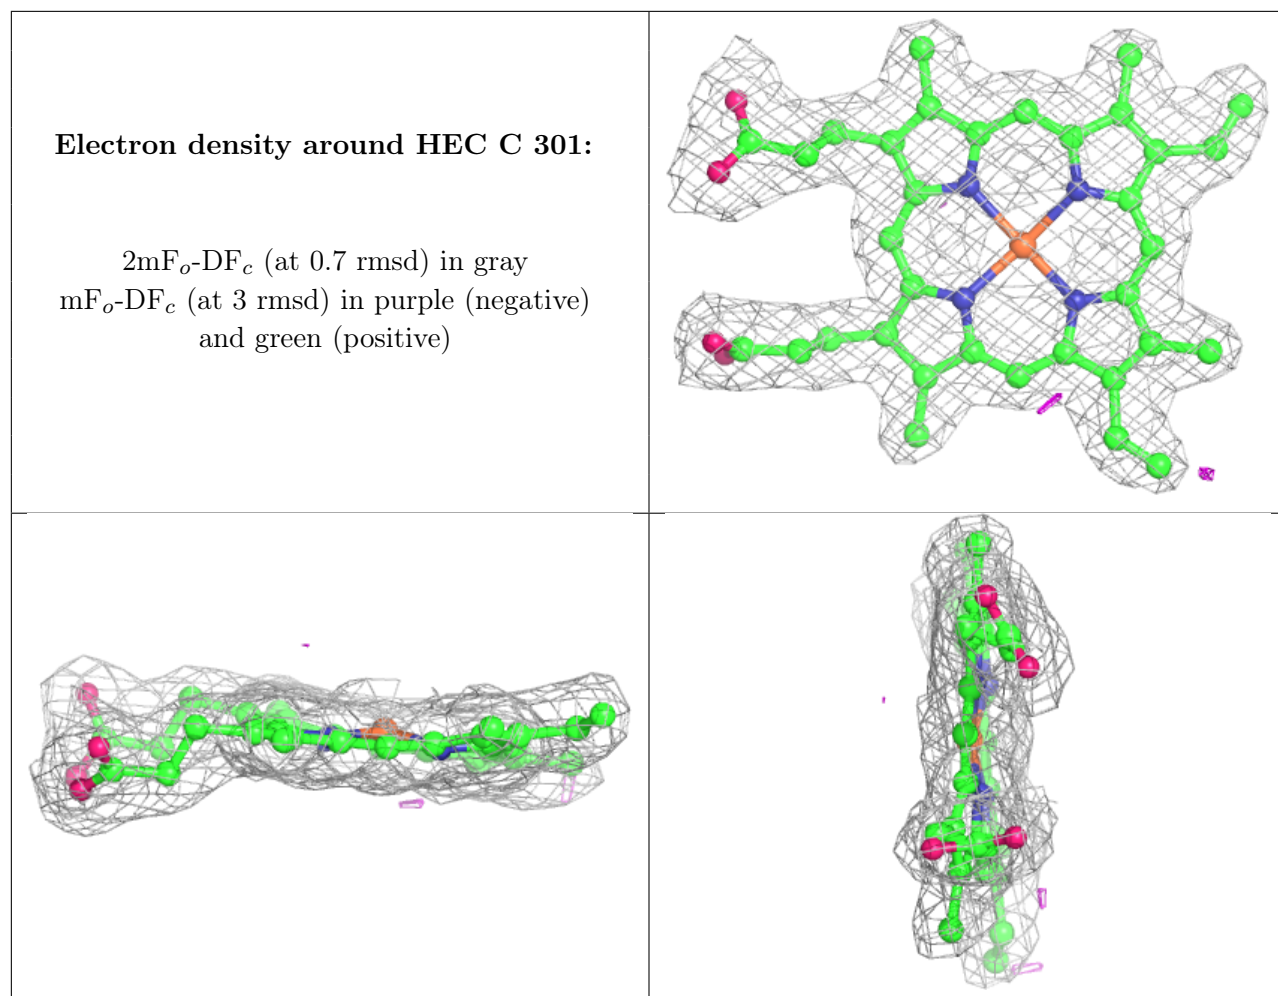 Electron density around HEC C 301:
2mFo-DFc (at 0.7 rmsd) in gray
mFo-DFc (at 3 rmsd) in purple (negative)
and green (positive)